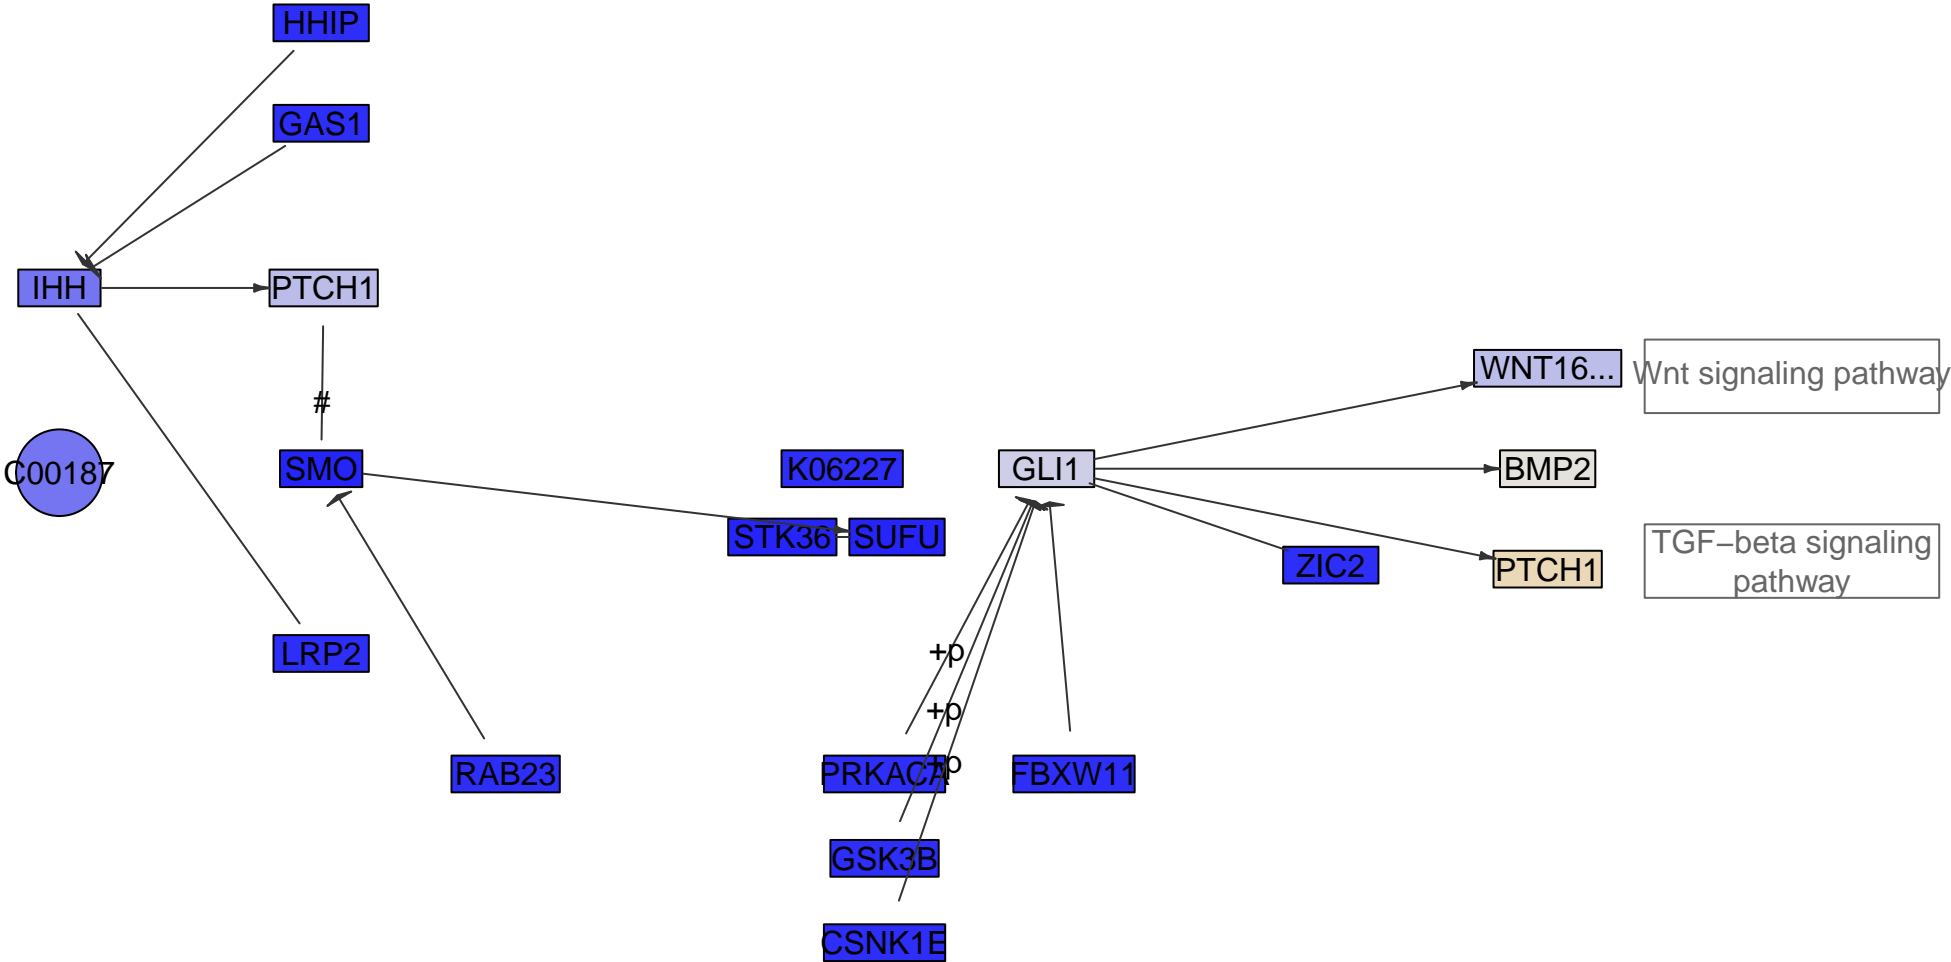 HHIP
GAS1
IHH
PTCH1
#
WNT16...
Wnt signaling pathway
C00187
SMO
K06227
GLI1
BMP2
STK36
SUFU
ZIC2
PTCH1
TGF−beta signaling
pathway
LRP2
+p
+p
+p
RAB23
PRKACA
FBXW11
GSK3B
CSNK1E